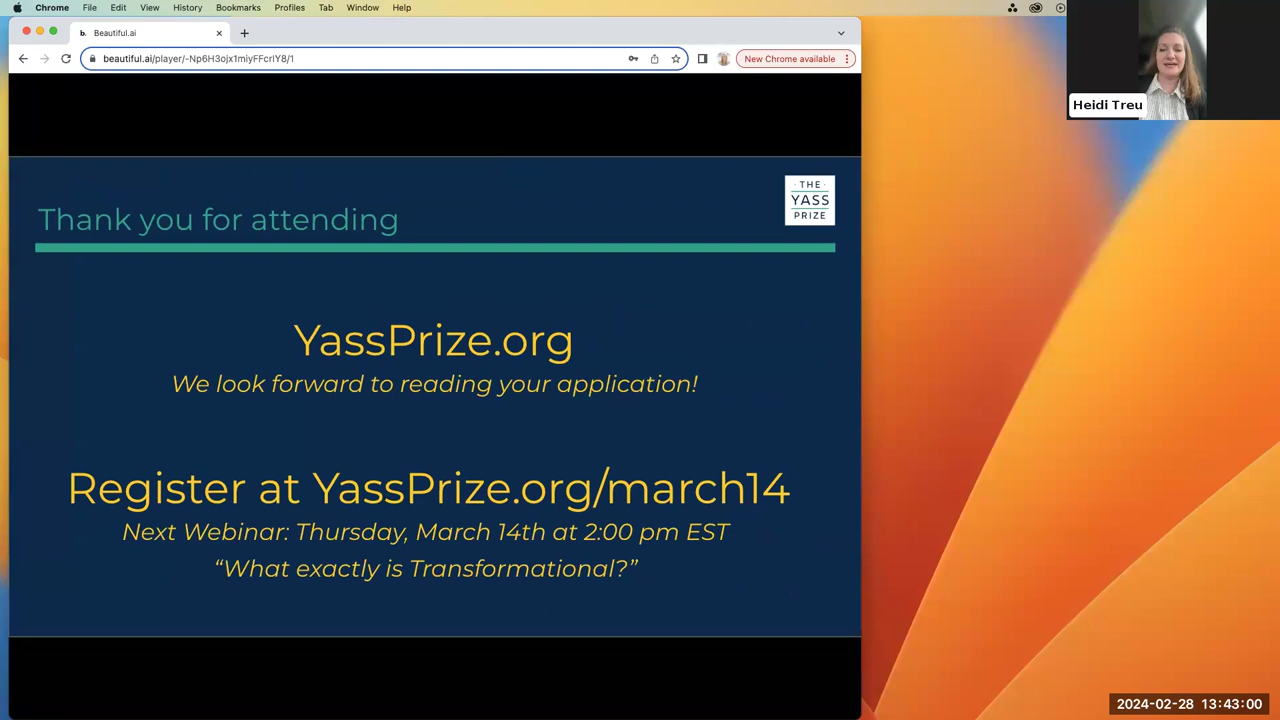 Chrome File Edit View History Bookmarks Profiles Tab Window Help
b. Beautiful.ai
beautiful.ai/player/-Np6H3ojx1miyFFcrIY8/1
New Chrome available
Heidi Treu
· THE ·
YASS
PRIZE
Thank you for attending
YassPrize.org
We look forward to reading your application!
Register at YassPrize.org/march14
Next Webinar: Thursday, March 14th at 2:00 pm EST
“What exactly is Transformational?”
2024-02-28 13:43:00